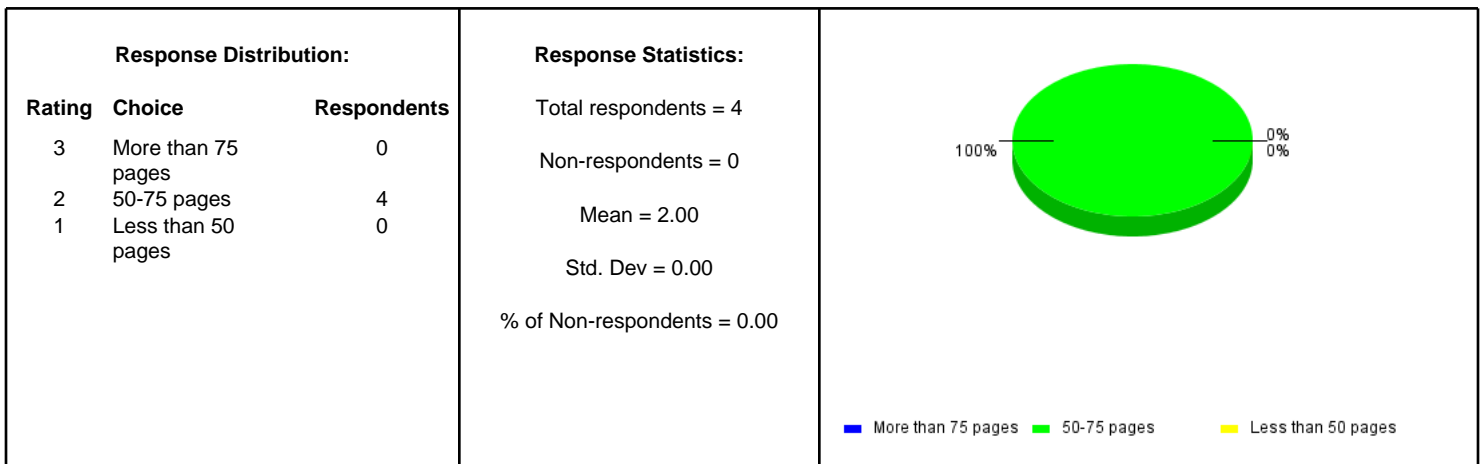 Response Distribution:
Rating Choice Respondents
3 More than 75 0
pages
2 50-75 pages 4
1 Less than 50 0
pages
Response Statistics:
Total respondents = 4
Non-respondents = 0
Mean = 2.00
Std. Dev = 0.00
% of Non-respondents = 0.00
100%
0%
0%
More than 75 pages 50-75 pages Less than 50 pages